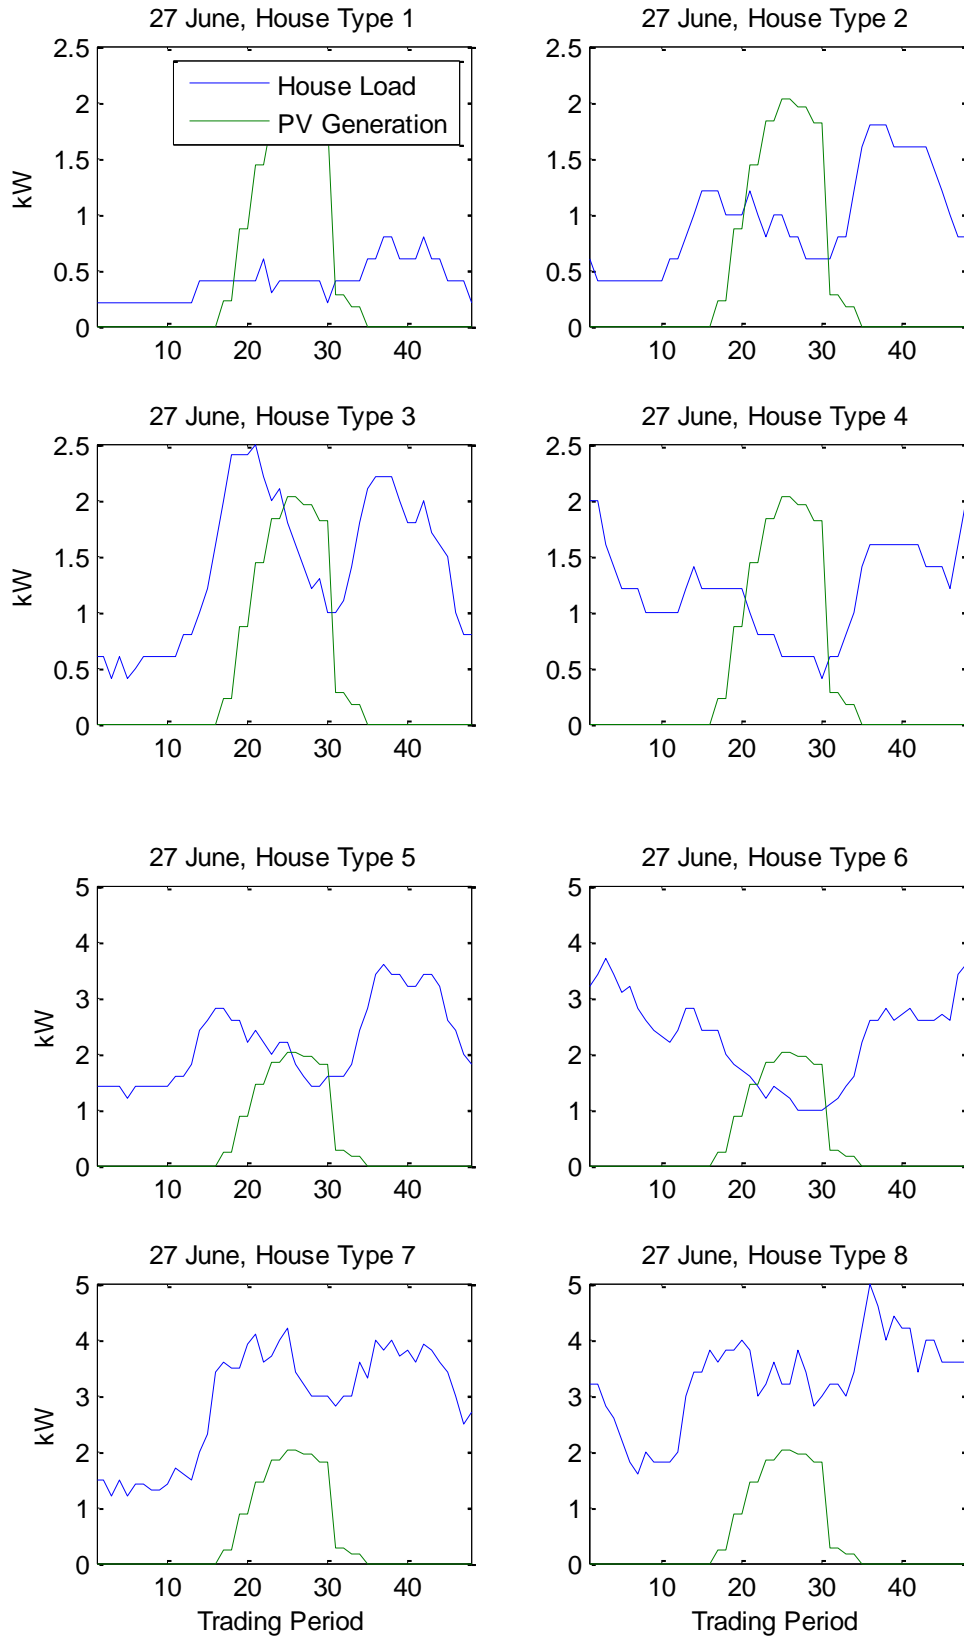 27 June, House Type 1
27 June, House Type 2
2.5
2
1.5
1
0.5
0
kW
House Load
PV Generation
10 20 30 40
2.5
2
1.5
1
0.5
0
10 20 30 40
27 June, House Type 3
27 June, House Type 4
2.5
2
1.5
1
0.5
0
kW
10 20 30 40
2.5
2
1.5
1
0.5
0
10 20 30 40
27 June, House Type 5
27 June, House Type 6
5
4
3
2
1
0
kW
10 20 30 40
5
4
3
2
1
0
10 20 30 40
27 June, House Type 7
27 June, House Type 8
5
4
3
2
1
0
kW
10 20 30 40
Trading Period
5
4
3
2
1
0
10 20 30 40
Trading Period